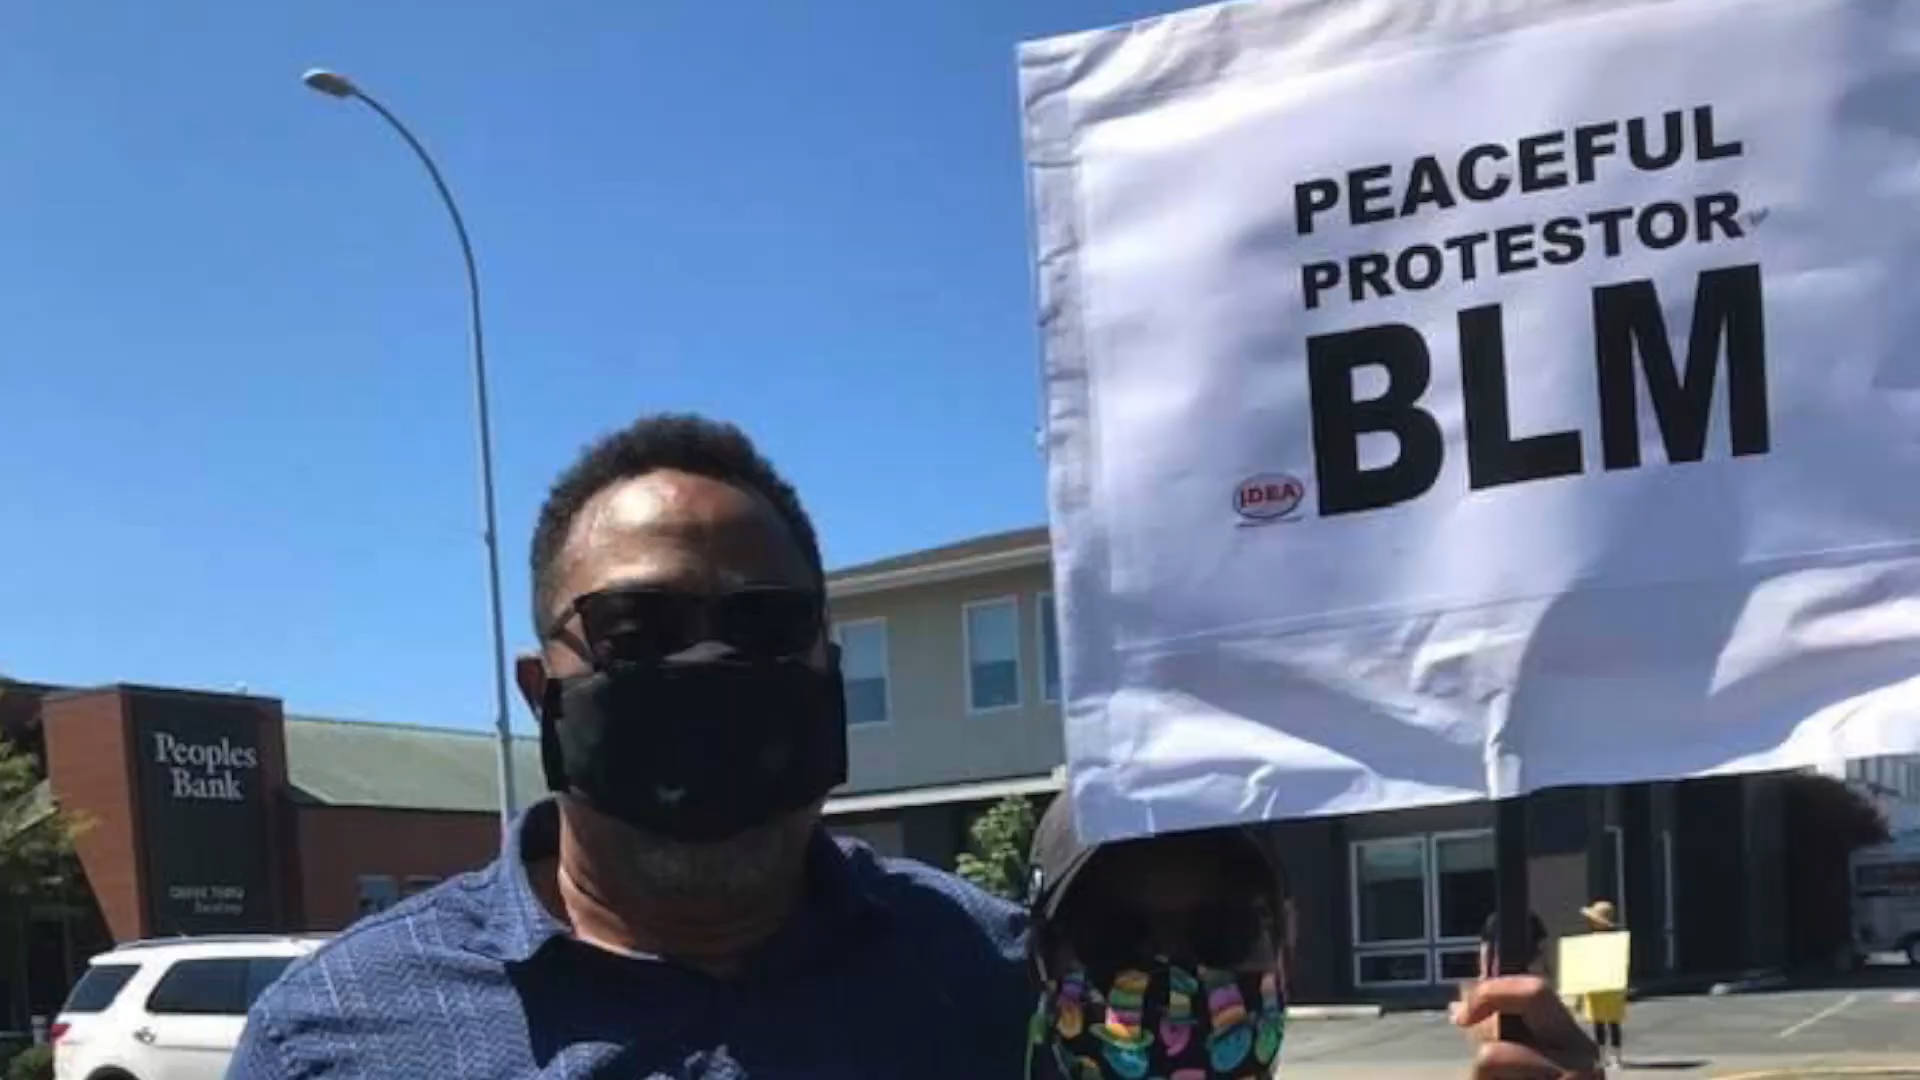 PEACEFUL
PROTESTOR
BLM
IDEA
Peoples
Bank